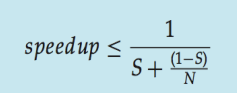 speedup ≤ 1 / (S + (1−S) / N)